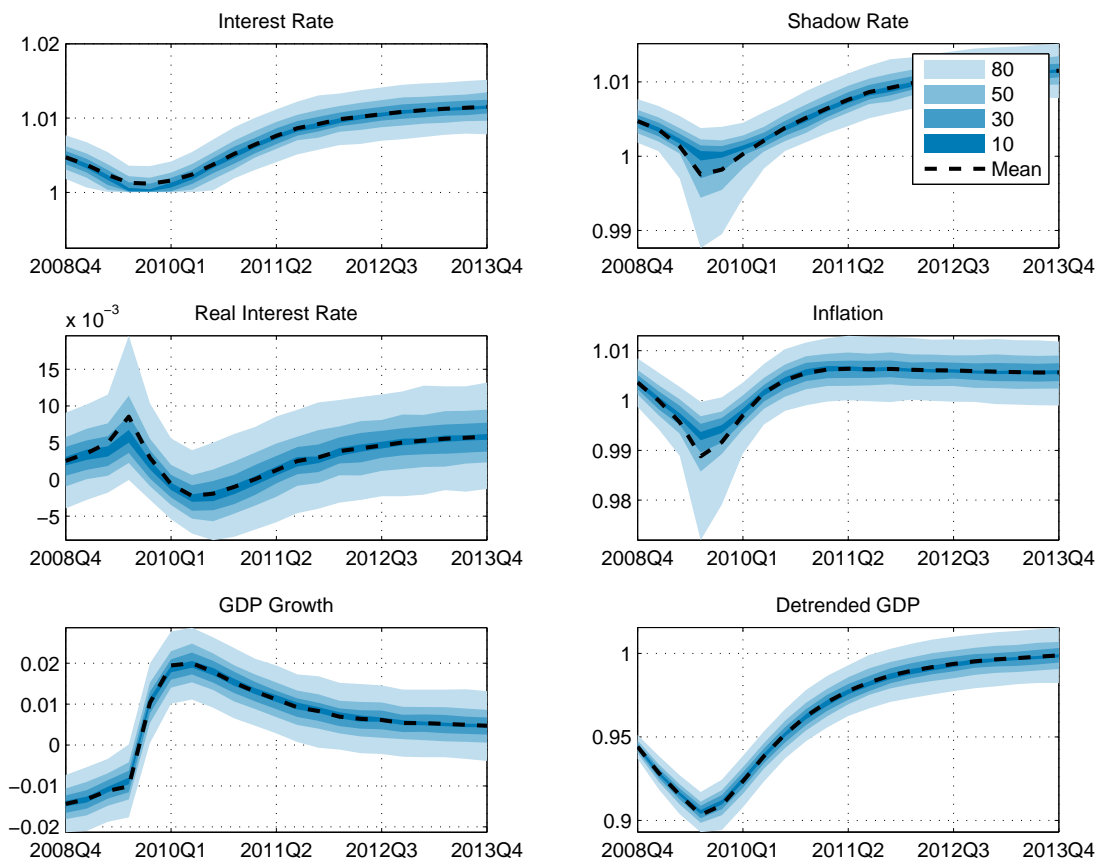 Interest Rate
1.02
1.01
1
2008Q4 2010Q1 2011Q2 2012Q3 2013Q4
Shadow Rate
1.01
1
0.99
80
50
30
10
Mean
2008Q4 2010Q1 2011Q2 2012Q3 2013Q4
Real Interest Rate
x 10⁻³
15
10
5
0
−5
2008Q4 2010Q1 2011Q2 2012Q3 2013Q4
Inflation
1.01
1
0.99
0.98
2008Q4 2010Q1 2011Q2 2012Q3 2013Q4
GDP Growth
0.02
0.01
0
−0.01
−0.02
2008Q4 2010Q1 2011Q2 2012Q3 2013Q4
Detrended GDP
1
0.95
0.9
2008Q4 2010Q1 2011Q2 2012Q3 2013Q4